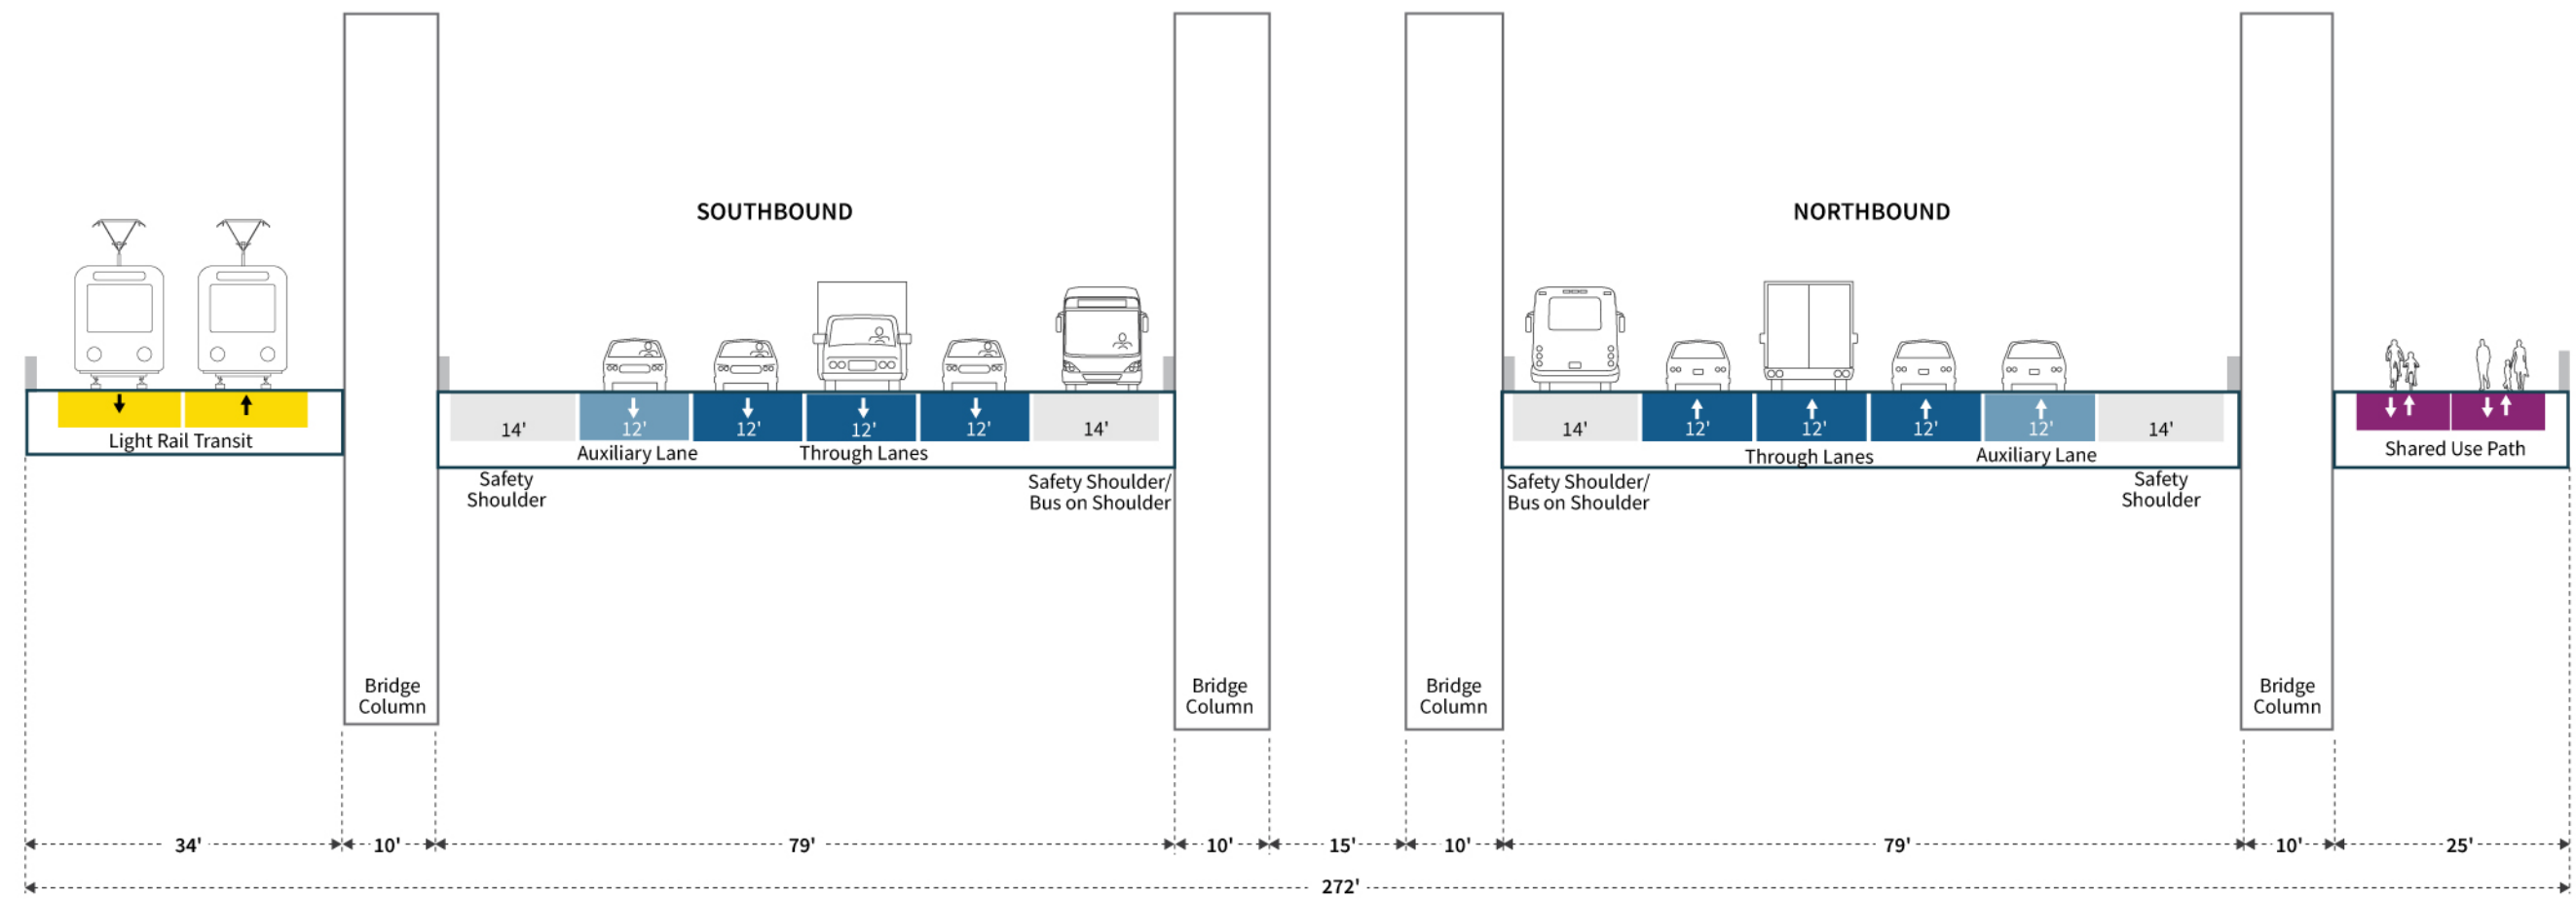 SOUTHBOUND
NORTHBOUND
14'
12'
12'
12'
12'
14'
14'
12'
12'
12'
12'
14'
Light Rail Transit
Auxiliary Lane
Through Lanes
Through Lanes
Auxiliary Lane
Shared Use Path
Safety
Shoulder
Safety Shoulder/
Bus on Shoulder
Safety Shoulder/
Bus on Shoulder
Safety
Shoulder
Bridge
Column
Bridge
Column
Bridge
Column
Bridge
Column
34'
10'
79'
10'
15'
10'
79'
10'
25'
272'